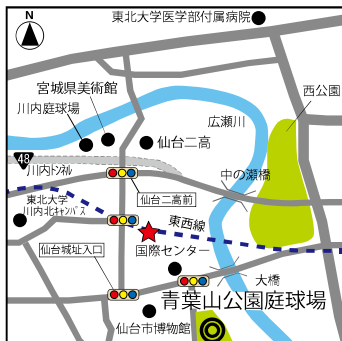 N
東北大学医学部付属病院
宮城県美術館
西公園
川内庭球場
広瀬川
仙台二高
48
川内トンネル
中の瀬橋
仙台二高前
東北大学
川内北キャンパス
東西線
仙台城址入口
国際センター
大橋
青葉山公園庭球場
仙台市博物館